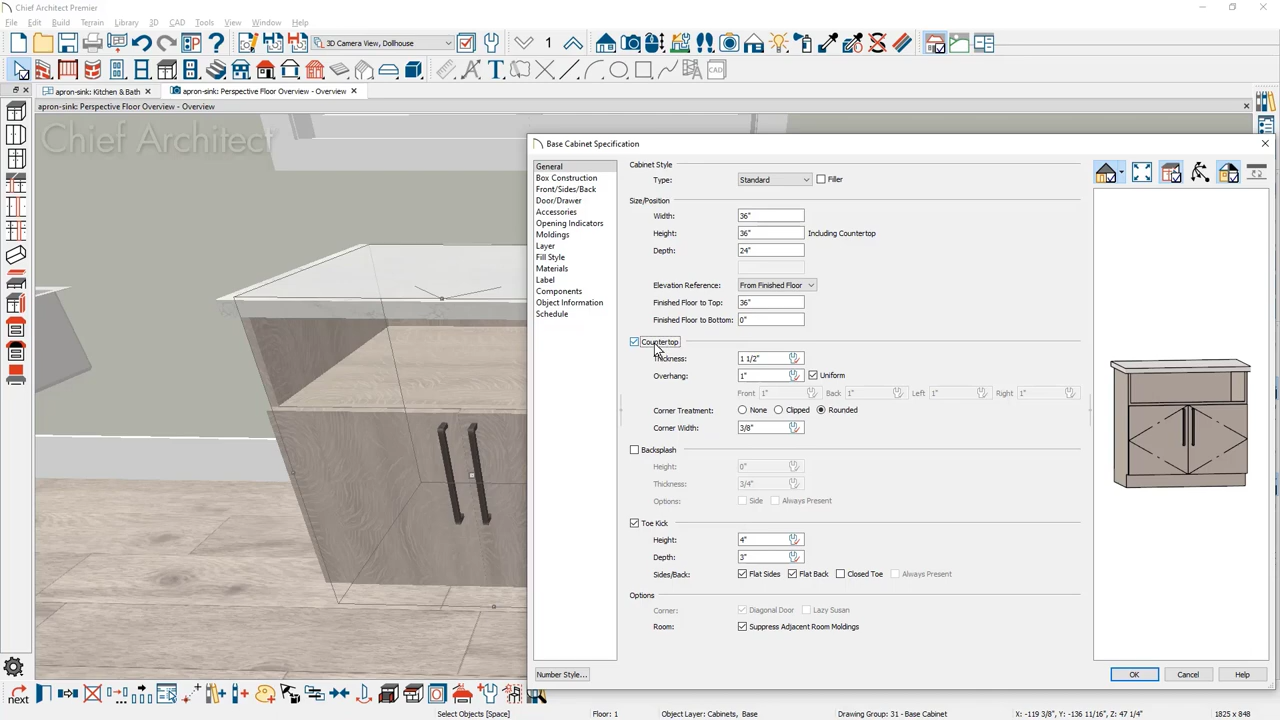 Chief Architect Premier
File Edit Build Terrain Library 3D CAD Tools View Window Help
3D Camera View, Dollhouse
1
CAD
apron-sink: Kitchen & Bath
apron-sink: Perspective Floor Overview - Overview
apron-sink: Perspective Floor Overview - Overview
Chief Architect
Base Cabinet Specification
General
Box Construction
Front/Sides/Back
Door/Drawer
Accessories
Opening Indicators
Moldings
Layer
Fill Style
Materials
Label
Components
Object Information
Schedule
Cabinet Style
Type: Standard Filler
Size/Position
Width: 36"
Height: 36" Including Countertop
Depth: 24"
Elevation Reference: From Finished Floor
Finished Floor to Top: 36"
Finished Floor to Bottom: 0"
Countertop
Thickness: 1 1/2"
Overhang: 1" Uniform
Front 1" Back 1" Left 1" Right 1"
Corner Treatment: None Clipped Rounded
Corner Width: 3/8"
Backsplash
Height: 0"
Thickness: 3/4"
Options: Side Always Present
Toe Kick
Height: 4"
Depth: 3"
Sides/Back: Flat Sides Flat Back Closed Toe Always Present
Options
Corner: Diagonal Door Lazy Susan
Room: Suppress Adjacent Room Moldings
Number Style... OK Cancel Help
next
Select Objects [Space] Floor: 1 Object Layer: Cabinets, Base Drawing Group: 31 - Base Cabinet X: -119 3/8", Y: -136 11/16", Z: 47 1/4" 1825 x 848